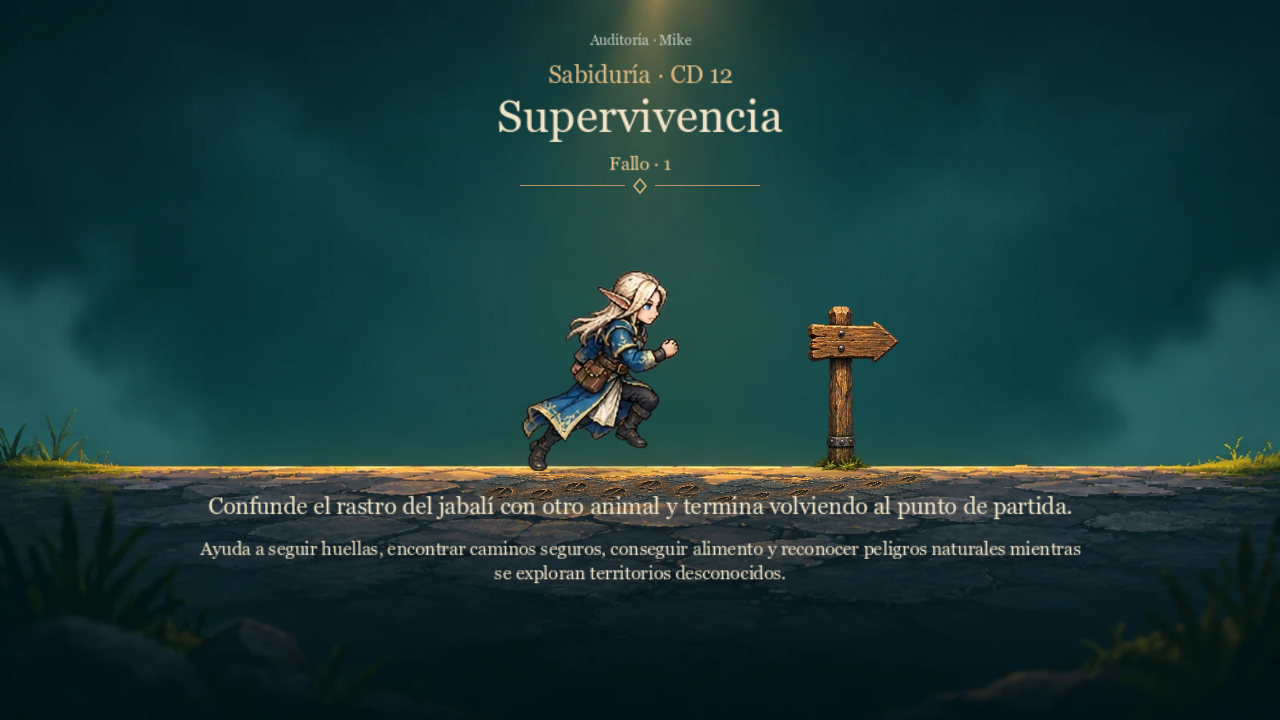 Auditoría · Mike
Sabiduría · CD 12
Supervivencia
Fallo · 1
Confunde el rastro del jabalí con otro animal y termina volviendo al punto de partida.
Ayuda a seguir huellas, encontrar caminos seguros, conseguir alimento y reconocer peligros naturales mientras
se exploran territorios desconocidos.